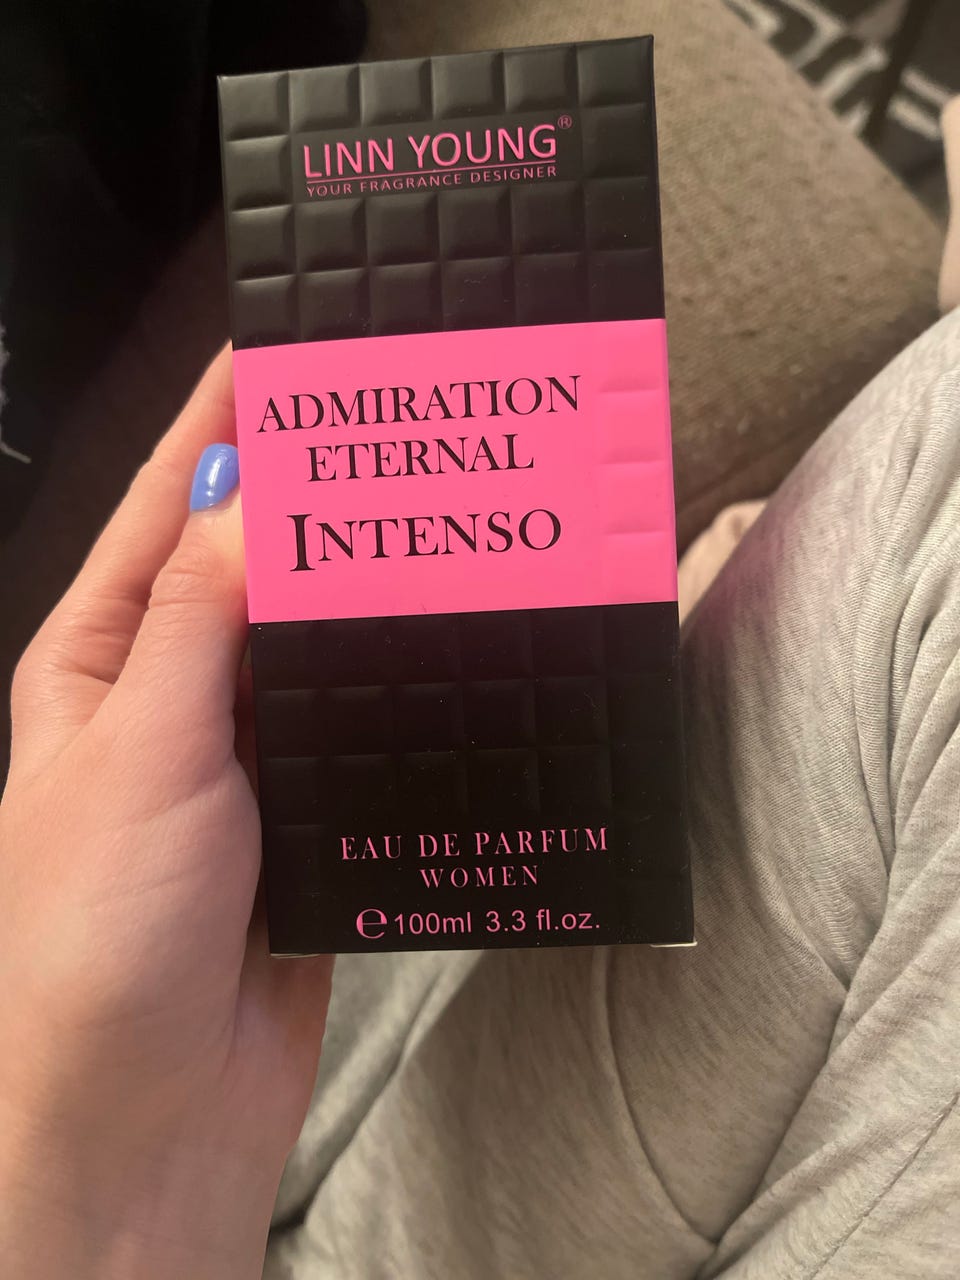 LINN YOUNG®
YOUR FRAGRANCE DESIGNER
ADMIRATION
ETERNAL
INTENSO
EAU DE PARFUM
WOMEN
℮100ml 3.3 fl.oz.